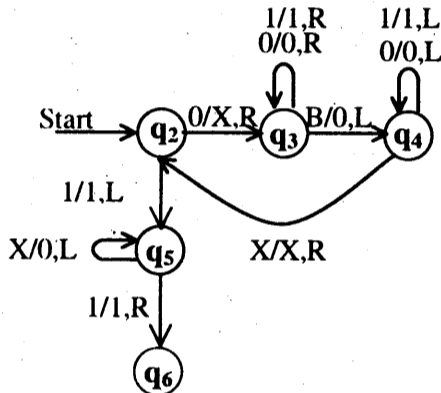 1/1,R
0/0,R
1/1,L
0/0,L
Start
q2
0/X,R
q3
B/0,L
q4
1/1,L
X/0,L
q5
X/X,R
1/1,R
q6